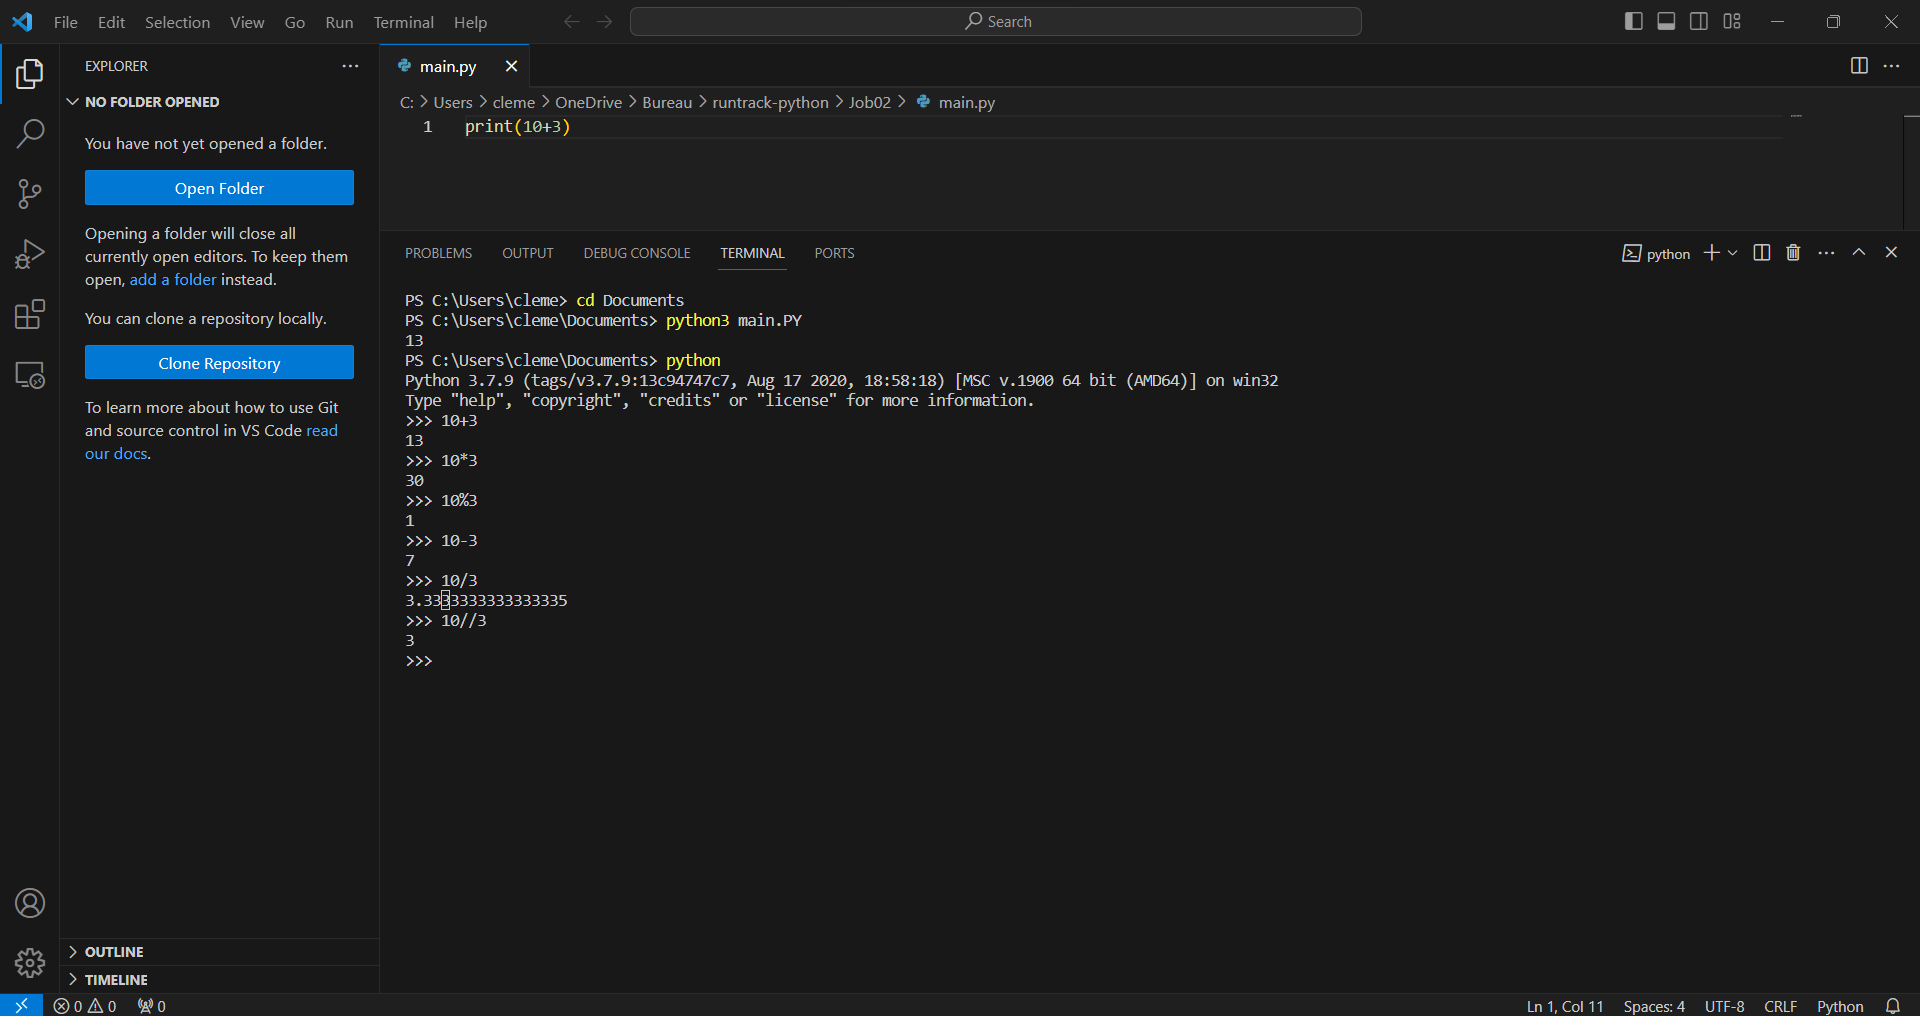 File Edit Selection View Go Run Terminal Help
Search
EXPLORER
NO FOLDER OPENED
You have not yet opened a folder.
Open Folder
Opening a folder will close all
currently open editors. To keep them
open, add a folder instead.
You can clone a repository locally.
Clone Repository
To learn more about how to use Git
and source control in VS Code read
our docs.
OUTLINE
TIMELINE
main.py
C: > Users > cleme > OneDrive > Bureau > runtrack-python > Job02 > main.py
1 print(10+3)
PROBLEMS OUTPUT DEBUG CONSOLE TERMINAL PORTS
python
PS C:\Users\cleme> cd Documents
PS C:\Users\cleme\Documents> python3 main.PY
13
PS C:\Users\cleme\Documents> python
Python 3.7.9 (tags/v3.7.9:13c94747c7, Aug 17 2020, 18:58:18) [MSC v.1900 64 bit (AMD64)] on win32
Type "help", "copyright", "credits" or "license" for more information.
>>> 10+3
13
>>> 10*3
30
>>> 10%3
1
>>> 10-3
7
>>> 10/3
3.3333333333333335
>>> 10//3
3
>>>
0 0 0
Ln 1, Col 11 Spaces: 4 UTF-8 CRLF Python